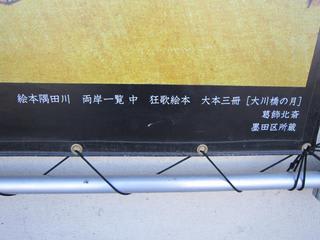 絵本隅田川　両岸一覧 中　狂歌絵本　大本三冊 [大川橋の月]
葛飾北斎
墨田区所蔵